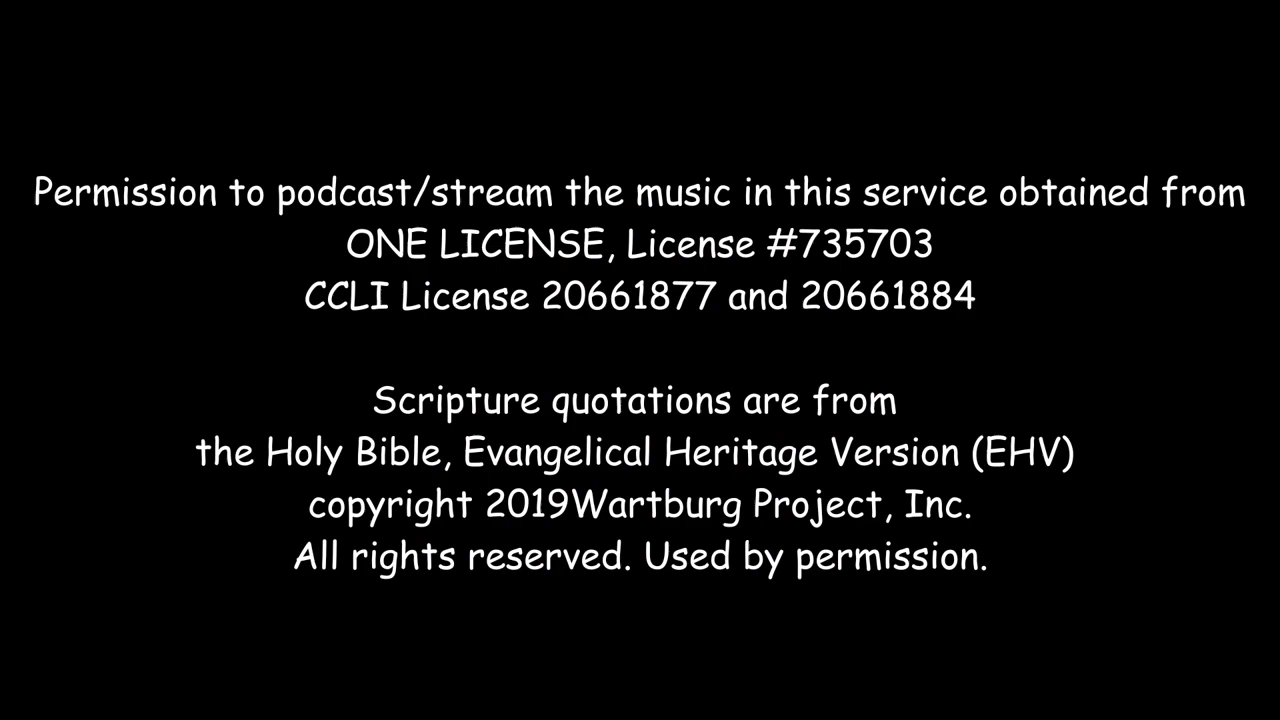 Permission to podcast/stream the music in this service obtained from
ONE LICENSE, License #735703
CCLI License 20661877 and 20661884
Scripture quotations are from
the Holy Bible, Evangelical Heritage Version (EHV)
copyright 2019Wartburg Project, Inc.
All rights reserved. Used by permission.